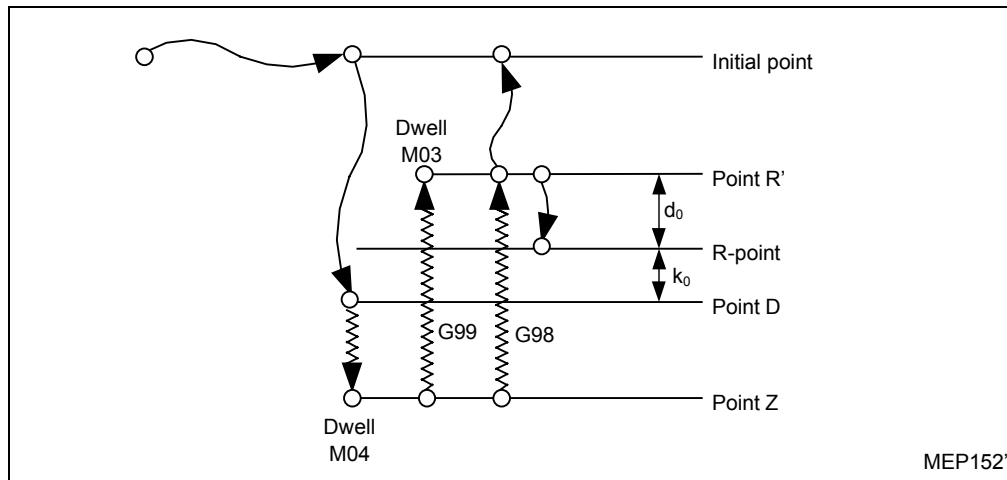 Initial point
Dwell
M03
Point R’
d0
R-point
k0
Point D
G99
G98
Point Z
Dwell
M04
MEP152’